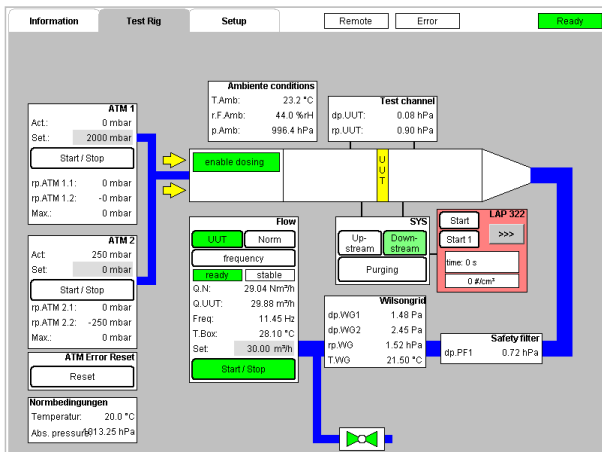 Information
Test Rig
Setup
Remote
Error
Ready
Ambiente conditions
T.Amb: 23.2 °C
r.F.Amb: 44.0 %rH
p.Amb: 996.4 hPa
Test channel
dp.UUT: 0.08 hPa
rp.UUT: 0.90 hPa
ATM 1
Act.: 0 mbar
Set.: 2000 mbar
Start / Stop
rp.ATM 1.1: 0 mbar
rp.ATM 1.2: -0 mbar
Max.: 0 mbar
enable dosing
UUT
ATM 2
Act: 250 mbar
Set: 0 mbar
Start / Stop
rp.ATM 2.1: 0 mbar
rp.ATM 2.2: -250 mbar
Max.: 0 mbar
ATM Error Reset
Reset
Normbedingungen
Temperatur: 20.0 °C
Abs. pressure 1013.25 hPa
Flow
UUT Norm
frequency
ready stable
Q.N: 29.04 Nm³/h
Q.UUT: 29.88 m³/h
Freq: 11.45 Hz
T.Box: 28.10 °C
Set: 30.00 m³/h
Start / Stop
SYS
Up-
stream
Down-
stream
Purging
LAP 322
Start
Start 1
>>>
time: 0 s
0 #/cm³
Wilsongrid
dp.WG1 1.48 Pa
dp.WG2 2.45 Pa
rp.WG 1.52 hPa
T.WG 21.50 °C
Safety filter
dp.PF1 0.72 hPa